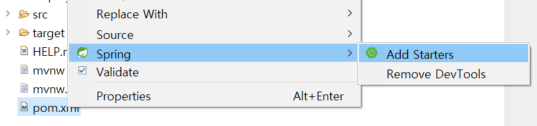 src
Replace With
Source
target
Spring
Add Starters
HELP.r
Validate
Remove DevTools
mvnw
mvnw.
Properties
Alt+Enter
pom.xml